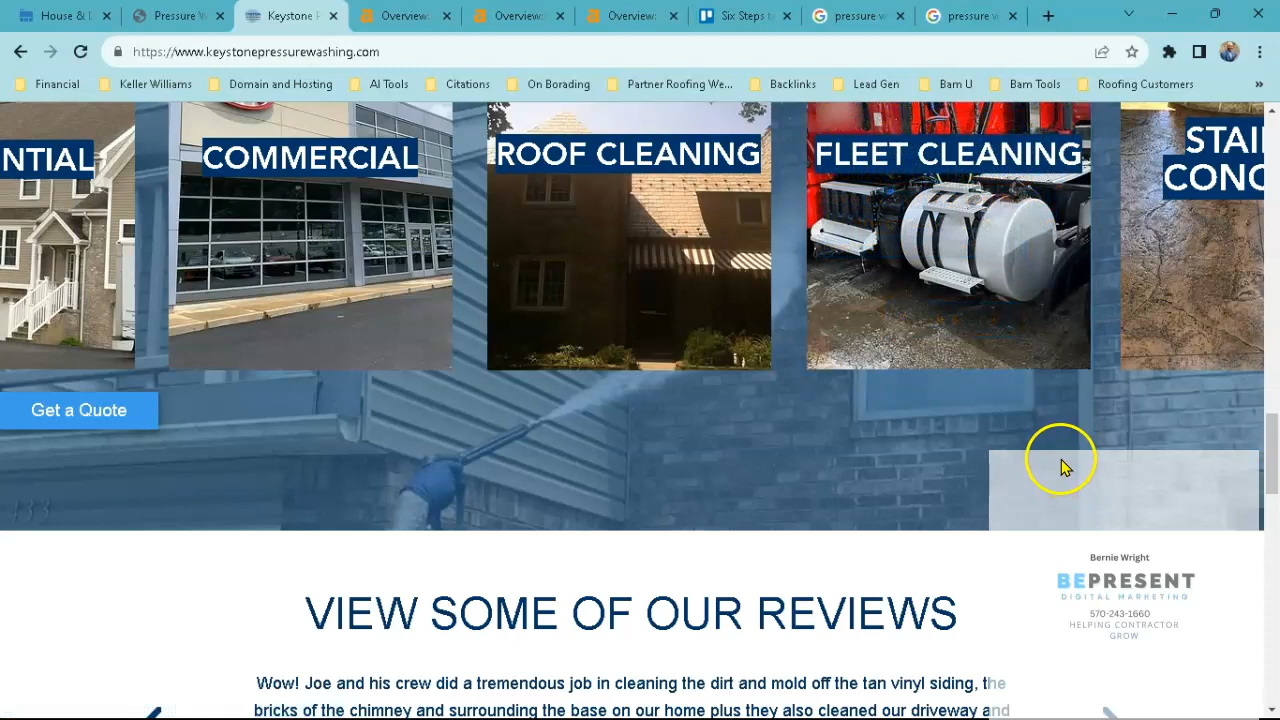 House & D
Pressure W
Keystone P
Overview:
Overview:
Overview:
Six Steps t
pressure w
pressure w
https://www.keystonepressurewashing.com
Financial
Keller Williams
Domain and Hosting
AI Tools
Citations
On Borading
Partner Roofing We...
Backlinks
Lead Gen
Bam U
Bam Tools
Roofing Customers
NTIAL
COMMERCIAL
ROOF CLEANING
FLEET CLEANING
STAI
CONC
Get a Quote
133
Bernie Wright
BEPRESENT
DIGITAL MARKETING
570-243-1660
HELPING CONTRACTOR
GROW
VIEW SOME OF OUR REVIEWS
Wow! Joe and his crew did a tremendous job in cleaning the dirt and mold off the tan vinyl siding, the
bricks of the chimney and surrounding the base on our home plus they also cleaned our driveway and